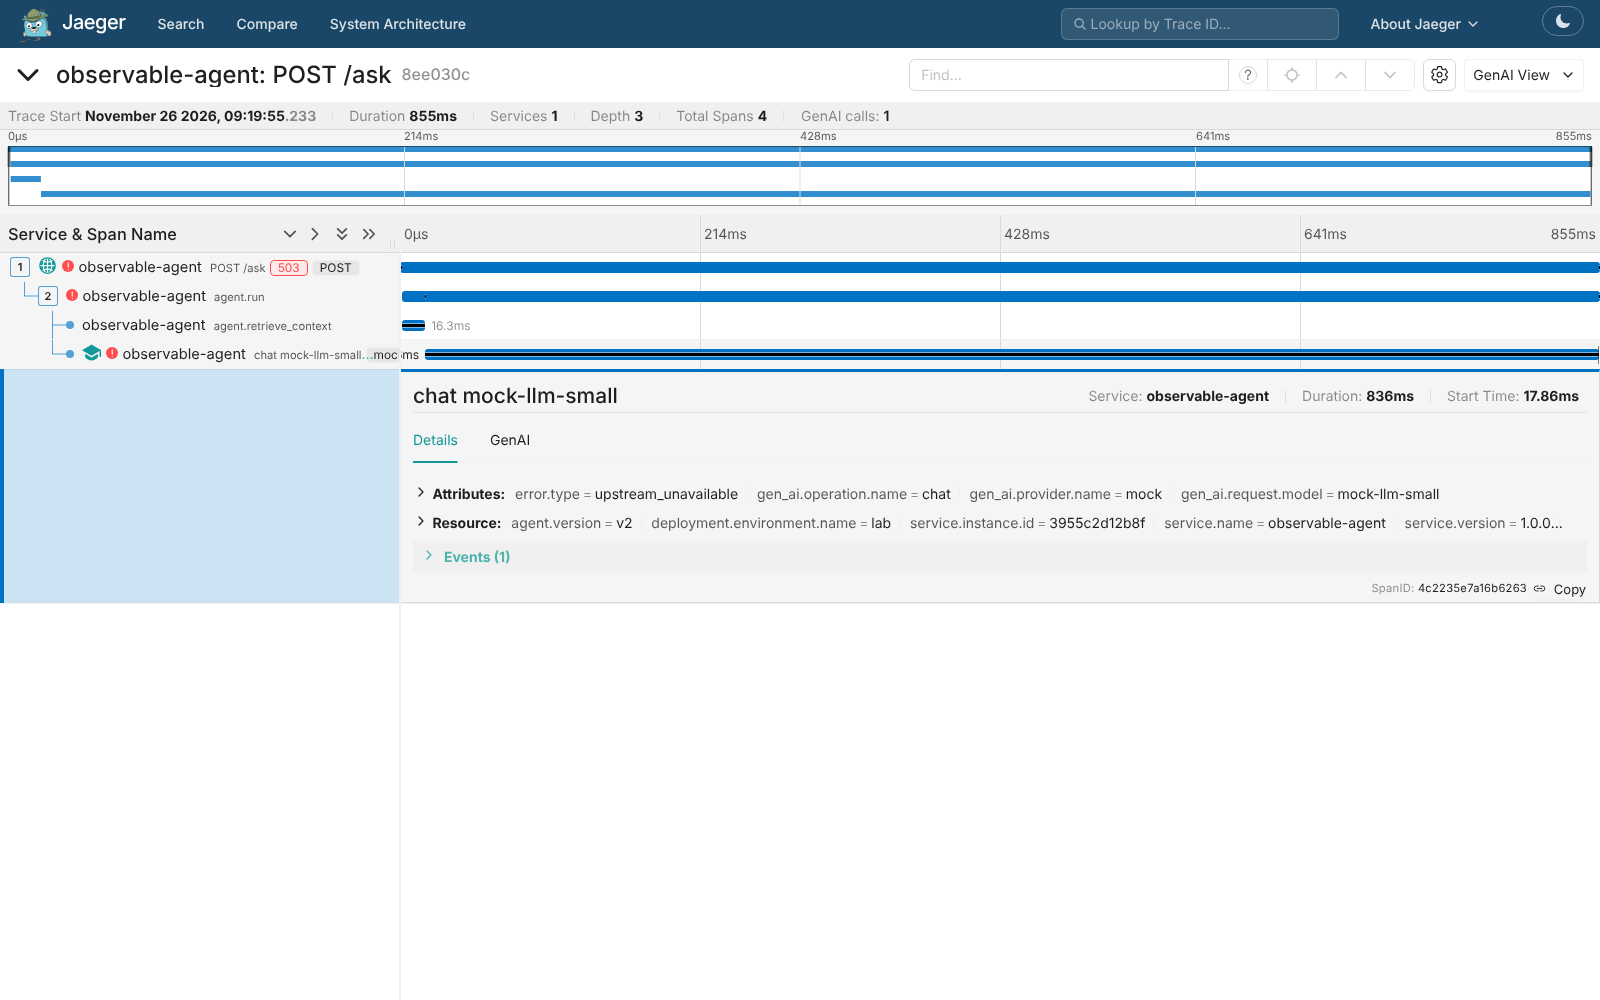 Jaeger Search Compare System Architecture Lookup by Trace ID... About Jaeger
observable-agent: POST /ask 8ee030c Find... ? GenAI View
Trace Start November 26 2026, 09:19:55.233 Duration 855ms Services 1 Depth 3 Total Spans 4 GenAI calls: 1
0μs 214ms 428ms 641ms 855ms
Service & Span Name 0μs 214ms 428ms 641ms 855ms
1 observable-agent POST /ask 503 POST
2 observable-agent agent.run
observable-agent agent.retrieve_context 16.3ms
observable-agent chat mock-llm-small...
chat mock-llm-small Service: observable-agent Duration: 836ms Start Time: 17.86ms
Details GenAI
Attributes: error.type = upstream_unavailable gen_ai.operation.name = chat gen_ai.provider.name = mock gen_ai.request.model = mock-llm-small
Resource: agent.version = v2 deployment.environment.name = lab service.instance.id = 3955c2d12b8f service.name = observable-agent service.version = 1.0.0...
Events (1)
SpanID: 4c2235e7a16b6263 Copy